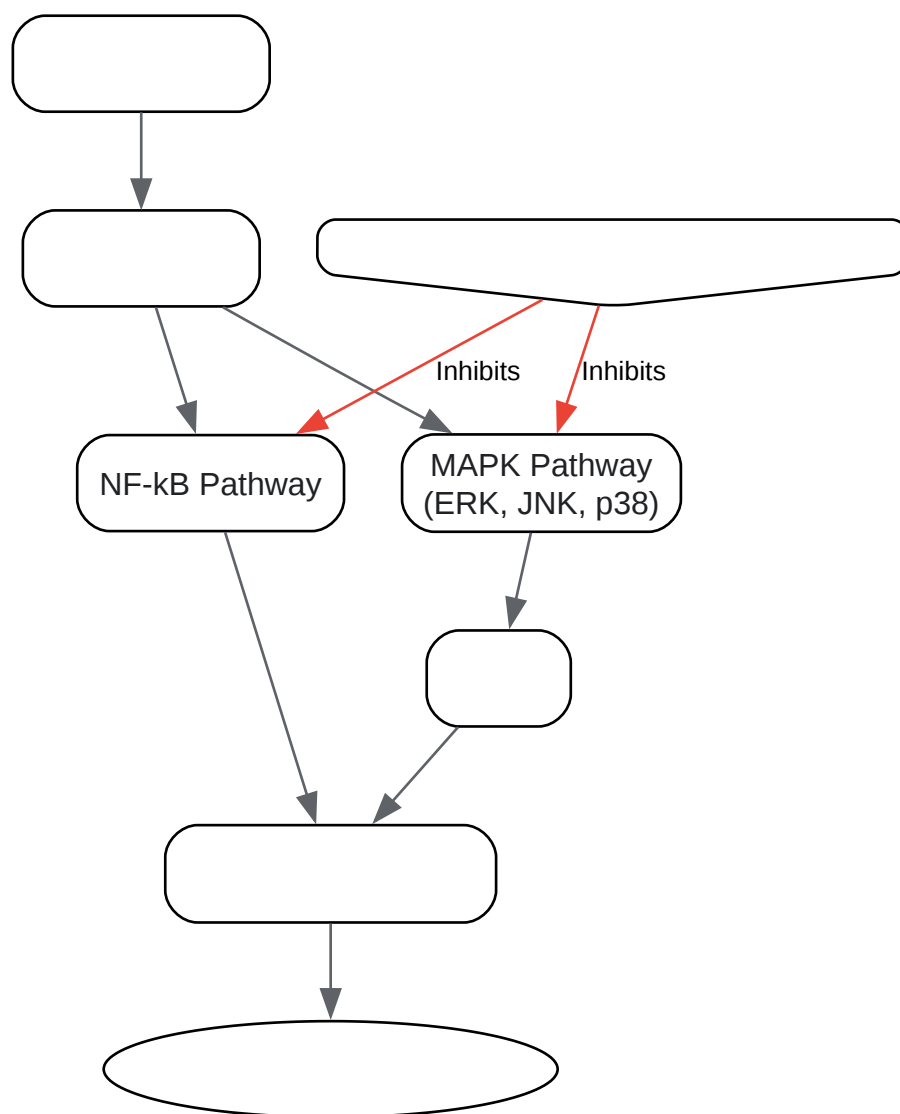 Inhibits
Inhibits
NF-kB Pathway
MAPK Pathway
(ERK, JNK, p38)